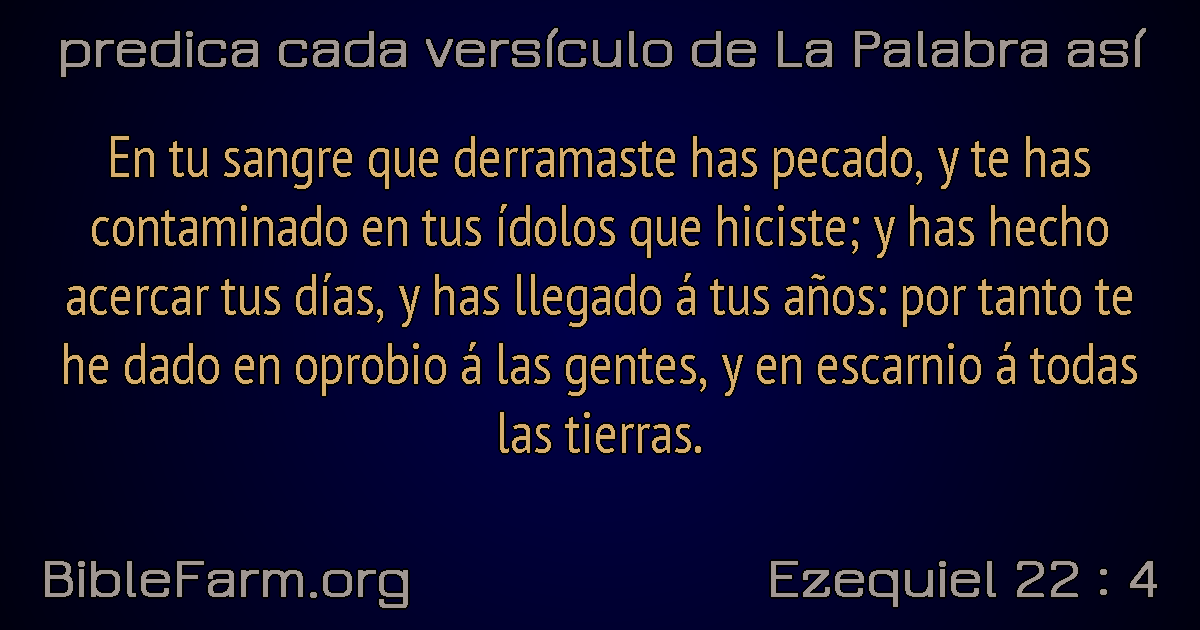 predica cada versículo de La Palabra así
En tu sangre que derramaste has pecado, y te has
contaminado en tus ídolos que hiciste; y has hecho
acercar tus días, y has llegado á tus años: por tanto te
he dado en oprobio á las gentes, y en escarnio á todas
las tierras.
BibleFarm.org
Ezequiel 22 : 4